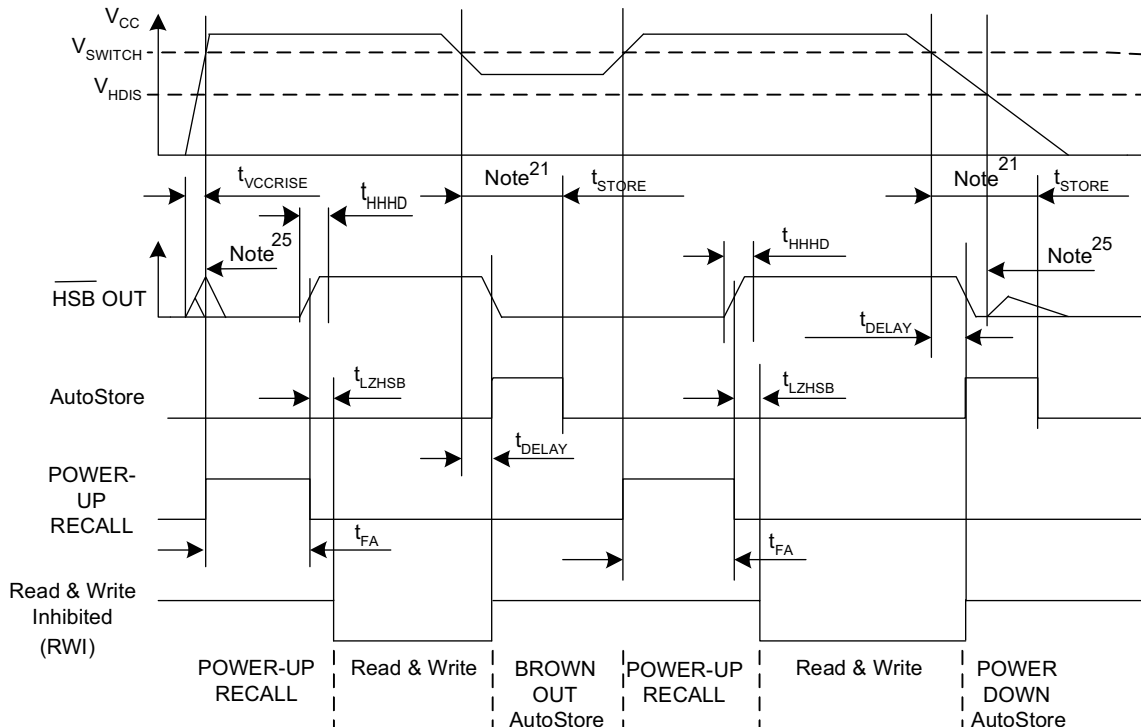 VCC
VSWITCH
VHDIS
tVCCRISE
Note21
tSTORE
Note21
tSTORE
tHHHD
Note25
tHHHD
Note25
HSB OUT
tDELAY
tLZHSB
tLZHSB
AutoStore
tDELAY
POWER-
UP
RECALL
tFA
tFA
Read & Write
Inhibited
(RWI)
POWER-UP
RECALL
Read & Write
BROWN
OUT
AutoStore
POWER-UP
RECALL
Read & Write
POWER
DOWN
AutoStore